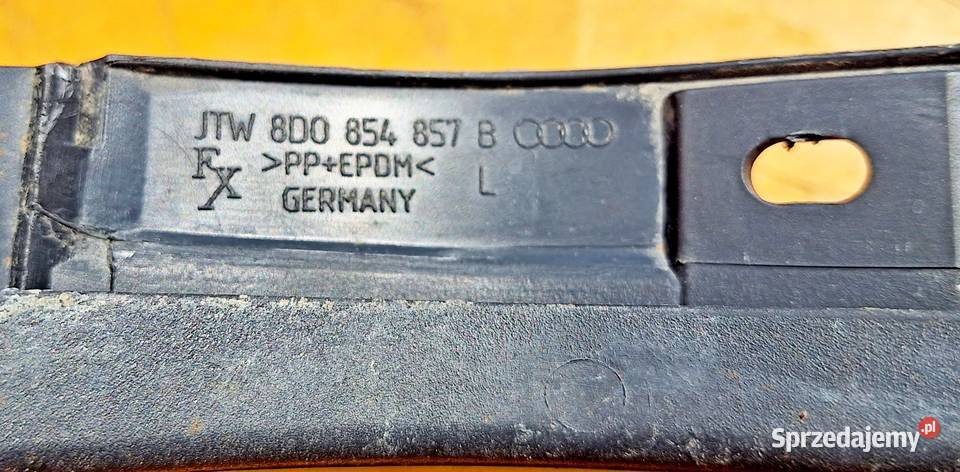 JTW 8D0 854 857 B
FX >PP+EPDM< L
GERMANY
Sprzedajemy.pl